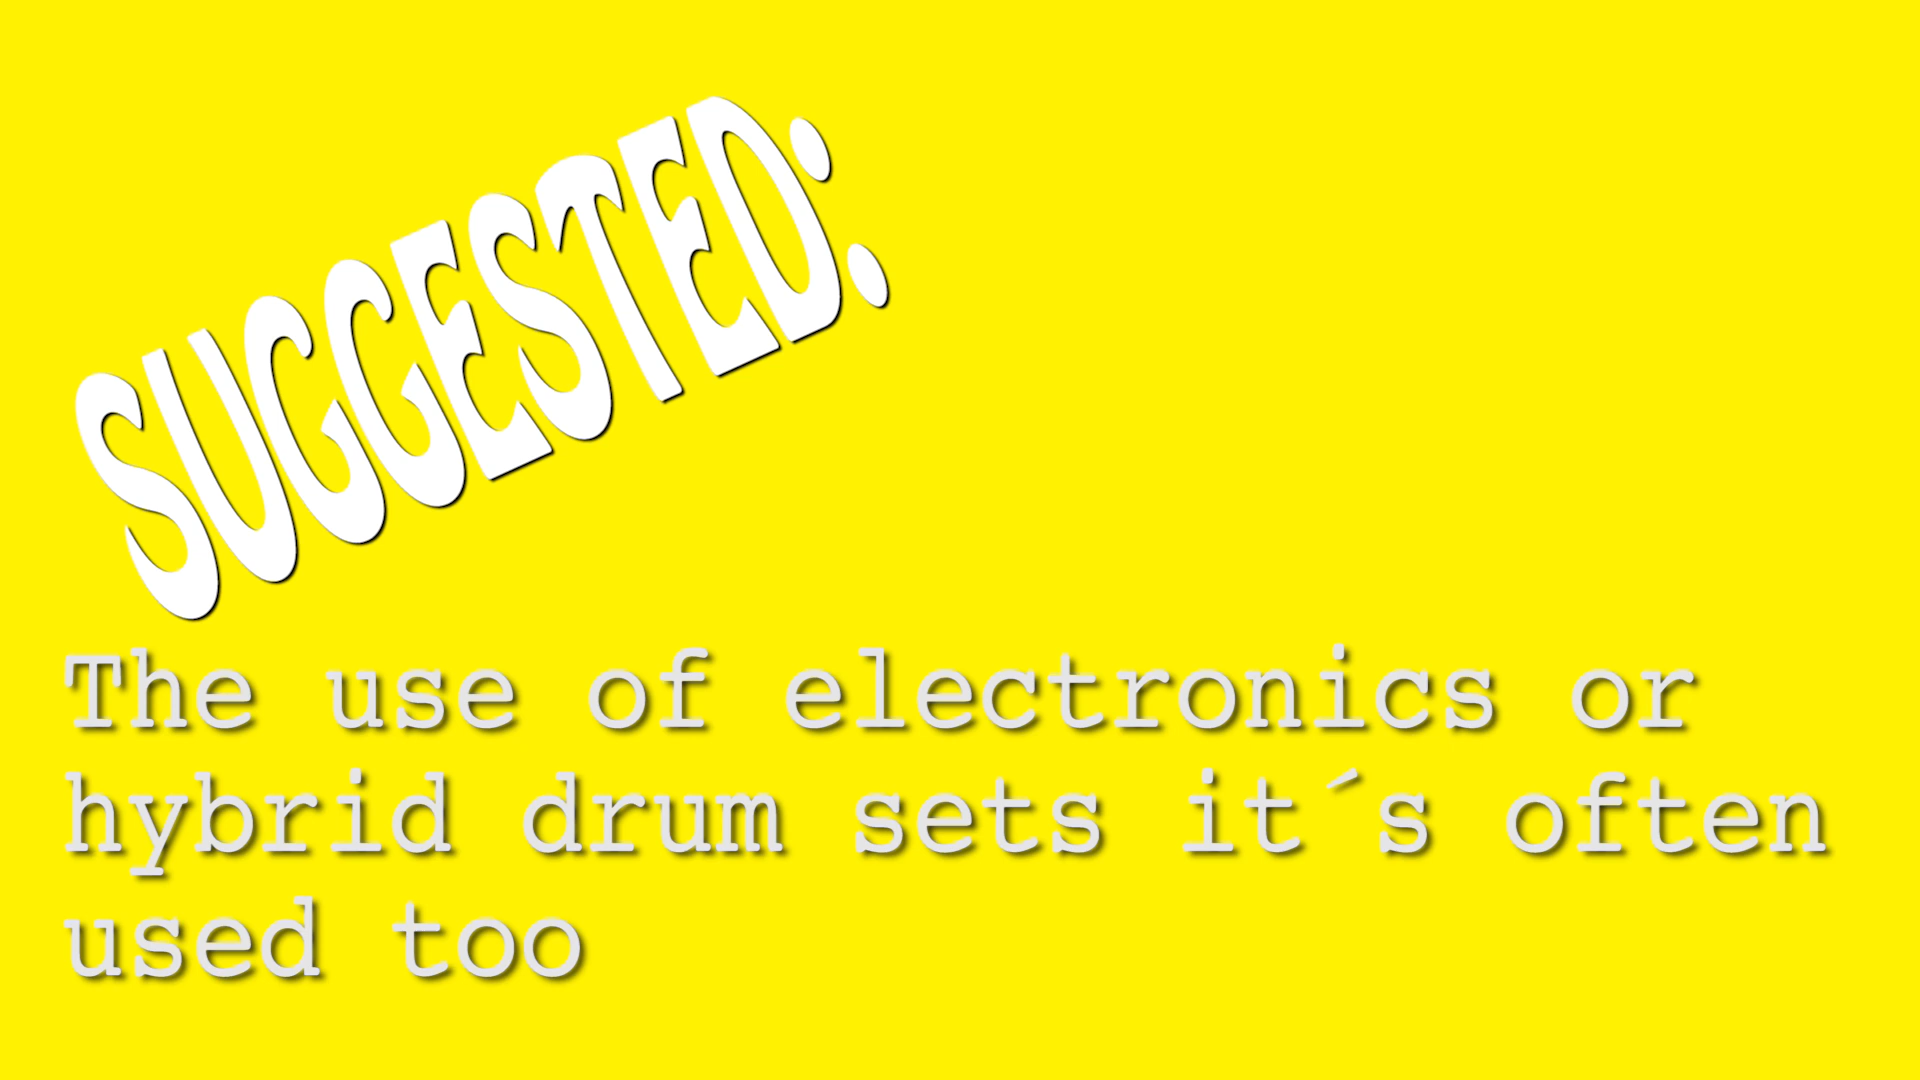 SUGGESTED:
The use of electronics or
hybrid drum sets it´s often
used too